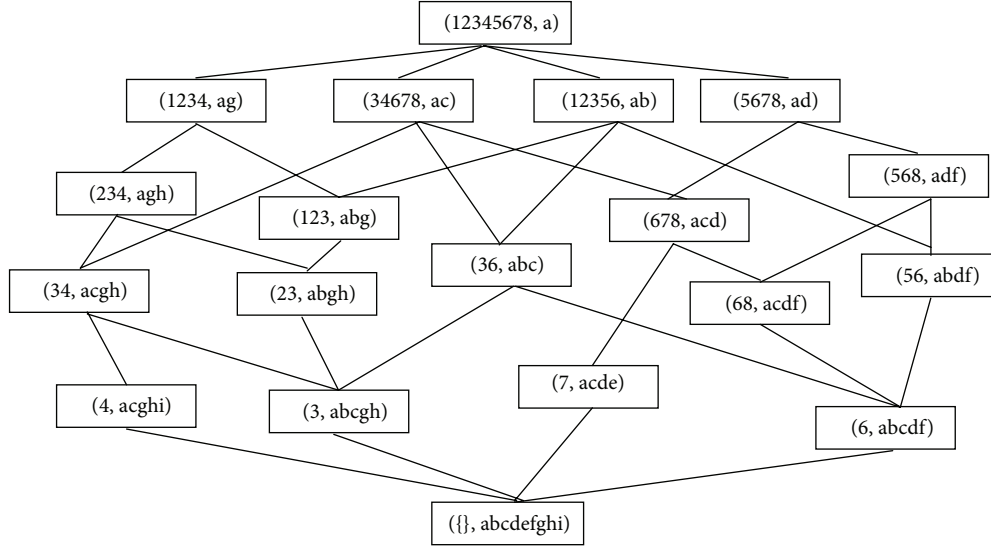 (12345678, a)
(1234, ag)
(34678, ac)
(12356, ab)
(5678, ad)
(234, agh)
(568, adf)
(123, abg)
(678, acd)
(36, abc)
(34, acgh)
(23, abgh)
(68, acdf)
(56, abdf)
(4, acghi)
(3, abcgh)
(7, acde)
(6, abcdf)
({}, abcdefghi)